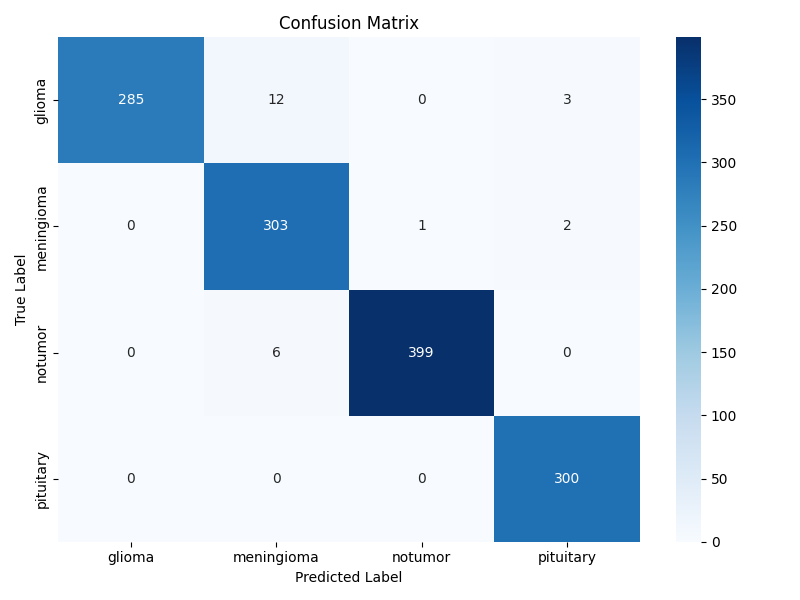 Confusion Matrix
True Label
glioma
285 12 0 3
meningioma
0 303 1 2
notumor
0 6 399 0
pituitary
0 0 0 300
glioma meningioma notumor pituitary
Predicted Label
350
300
250
200
150
100
50
0